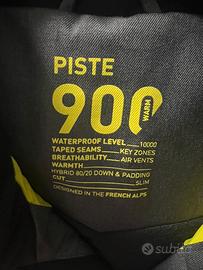 PISTE
900
WARM
WATERPROOF LEVEL 10000
TAPED SEAMS KEY ZONES
BREATHABILITY AIR VENTS
WARMTH
HYBRID 80/20 DOWN & PADDING
CUT SLIM
DESIGNED IN THE FRENCH ALPS
subito